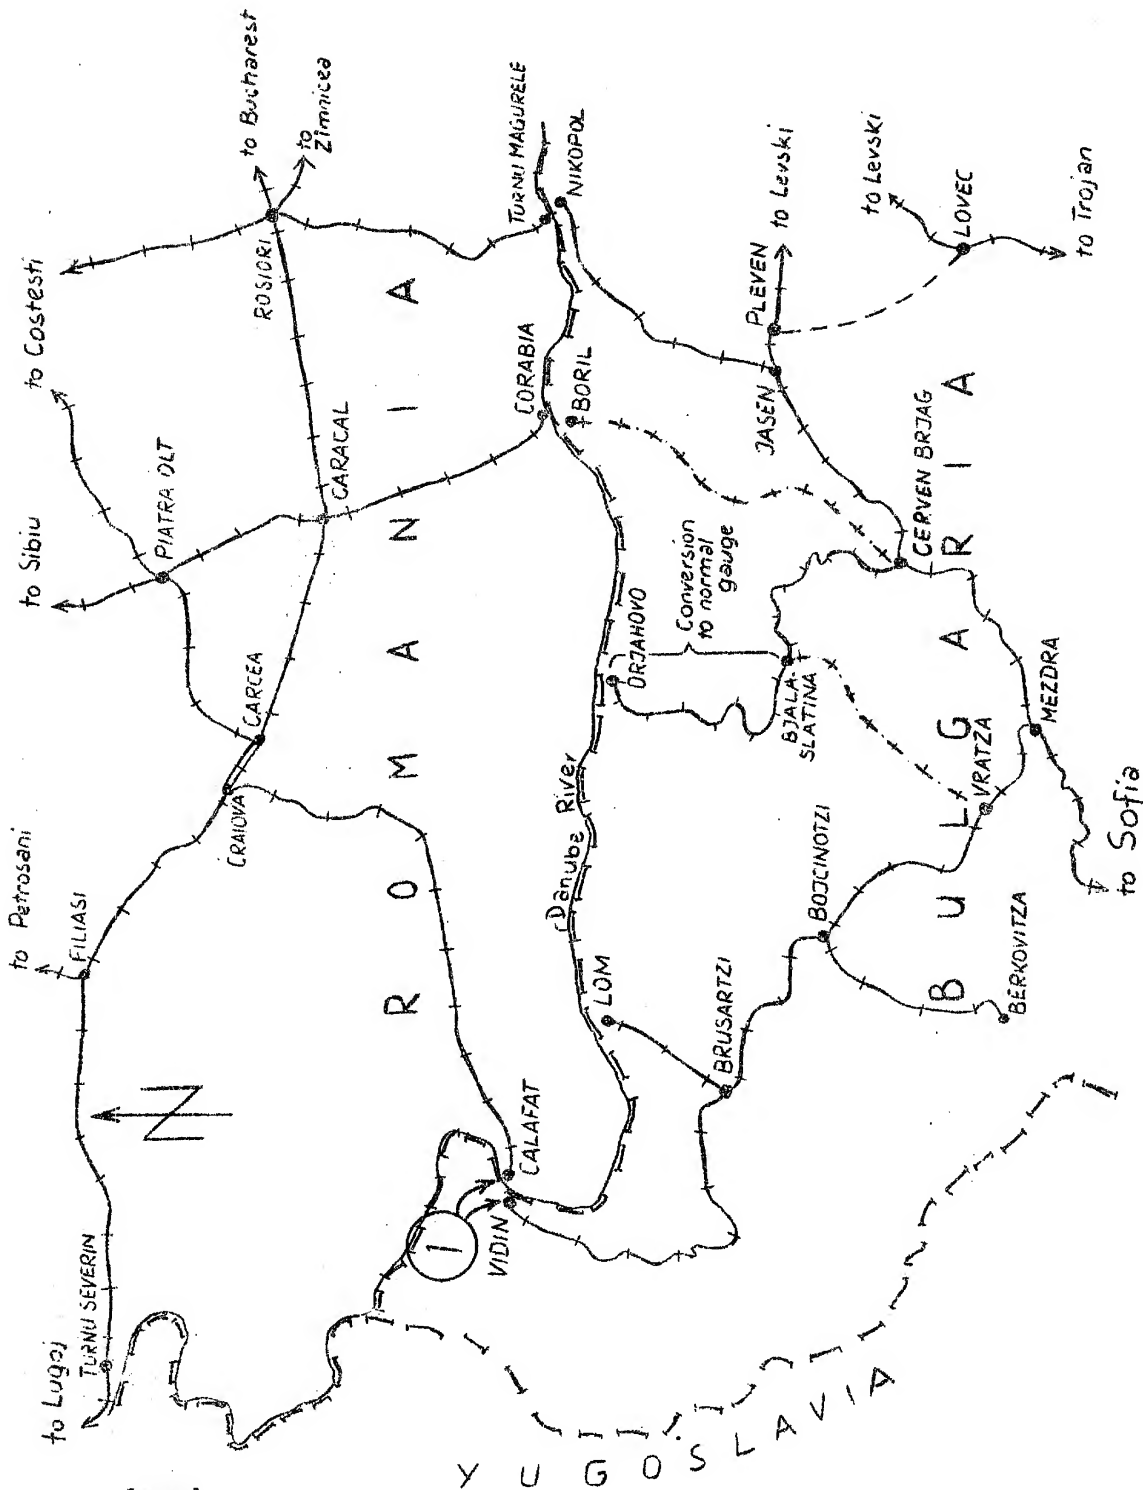 to Lugoj
TURNU SEVERIN
to Petrosani
FILIASI
to Sibiu
to Costesti
PIATRA OLT
CRAIOVA
CARCEA
CARACAL
ROSIORI
to Bucharest
to
Zimnicea
N
R O M A N I A
TURNU MAGURELE
NIKOPOL
CORABIA
BORIL
1
VIDIN
CALAFAT
Danube River
LOM
ORJAHOVO
Conversion
to normal
gauge
BJALA
SLATINA
BRUSARTZI
BOJCINOTZI
BERKOVITZA
VRATZA
MEZDRA
to Sofia
CERVEN BRJAG
JASEN
PLEVEN
to Levski
to Levski
LOVEC
to Trojan
B U L G A R I A
YUGOSLAVIA